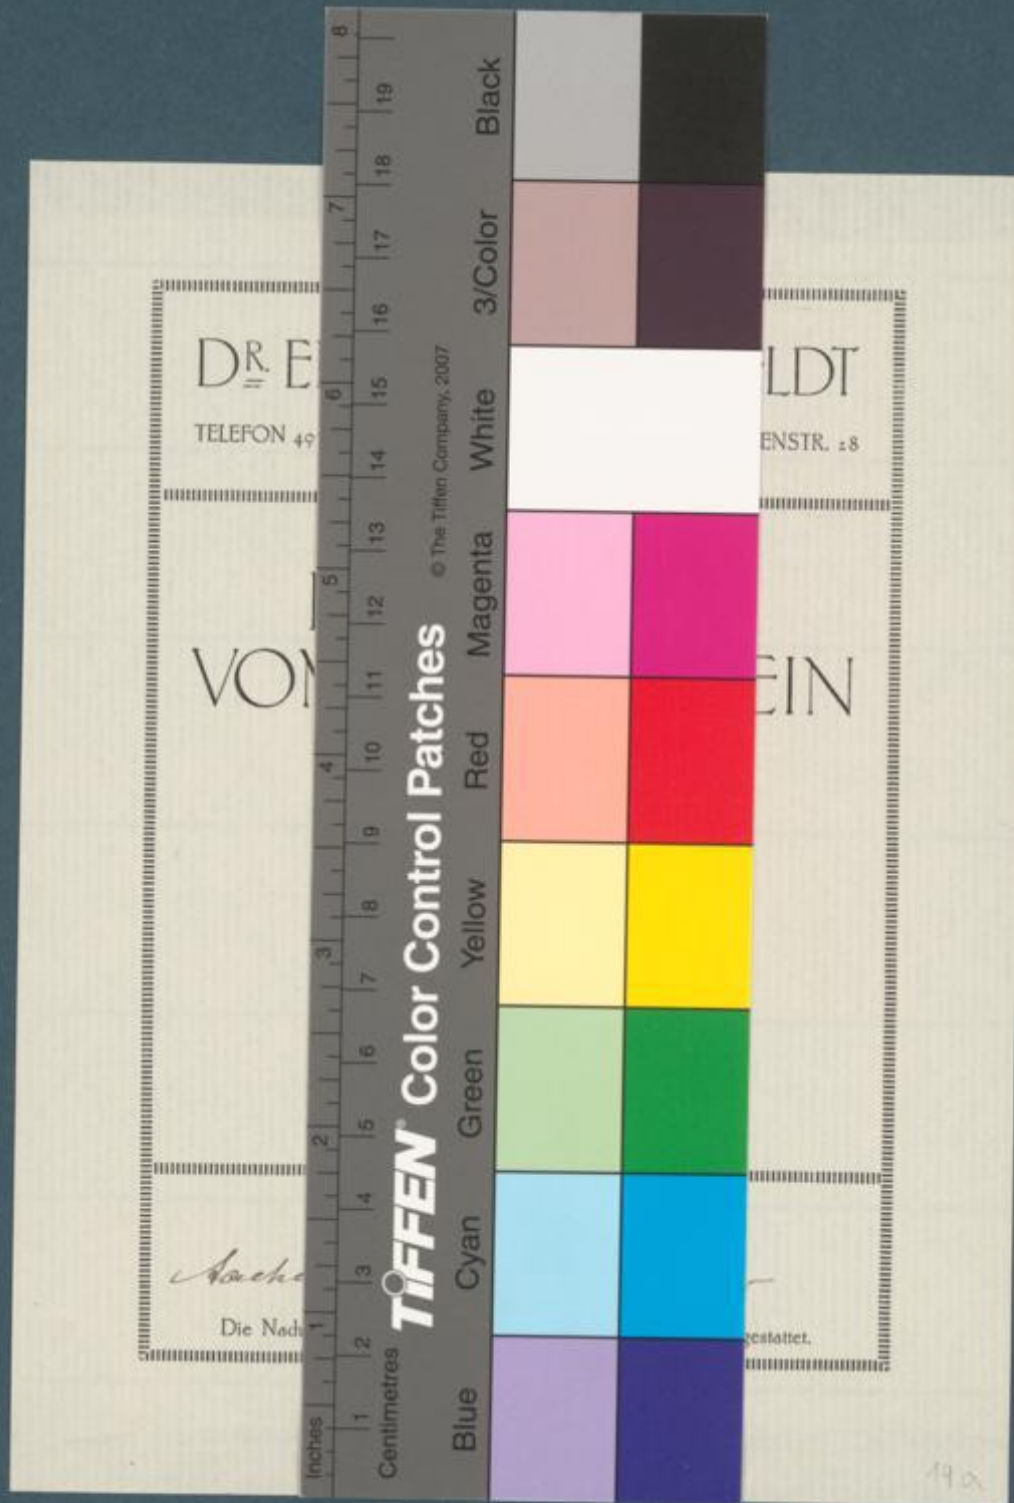 DR. E LDT
TELEFON 49 ENSTR. 18
VON EIN
Die Nach gestattet.
14 a
Inches
1 2 3 4 5 6 7 8
Centimetres
1 2 3 4 5 6 7 8 9 10 11 12 13 14 15 16 17 18 19
TIFFEN® Color Control Patches
© The Tiffen Company, 2007
Blue
Cyan
Green
Yellow
Red
Magenta
White
3/Color
Black